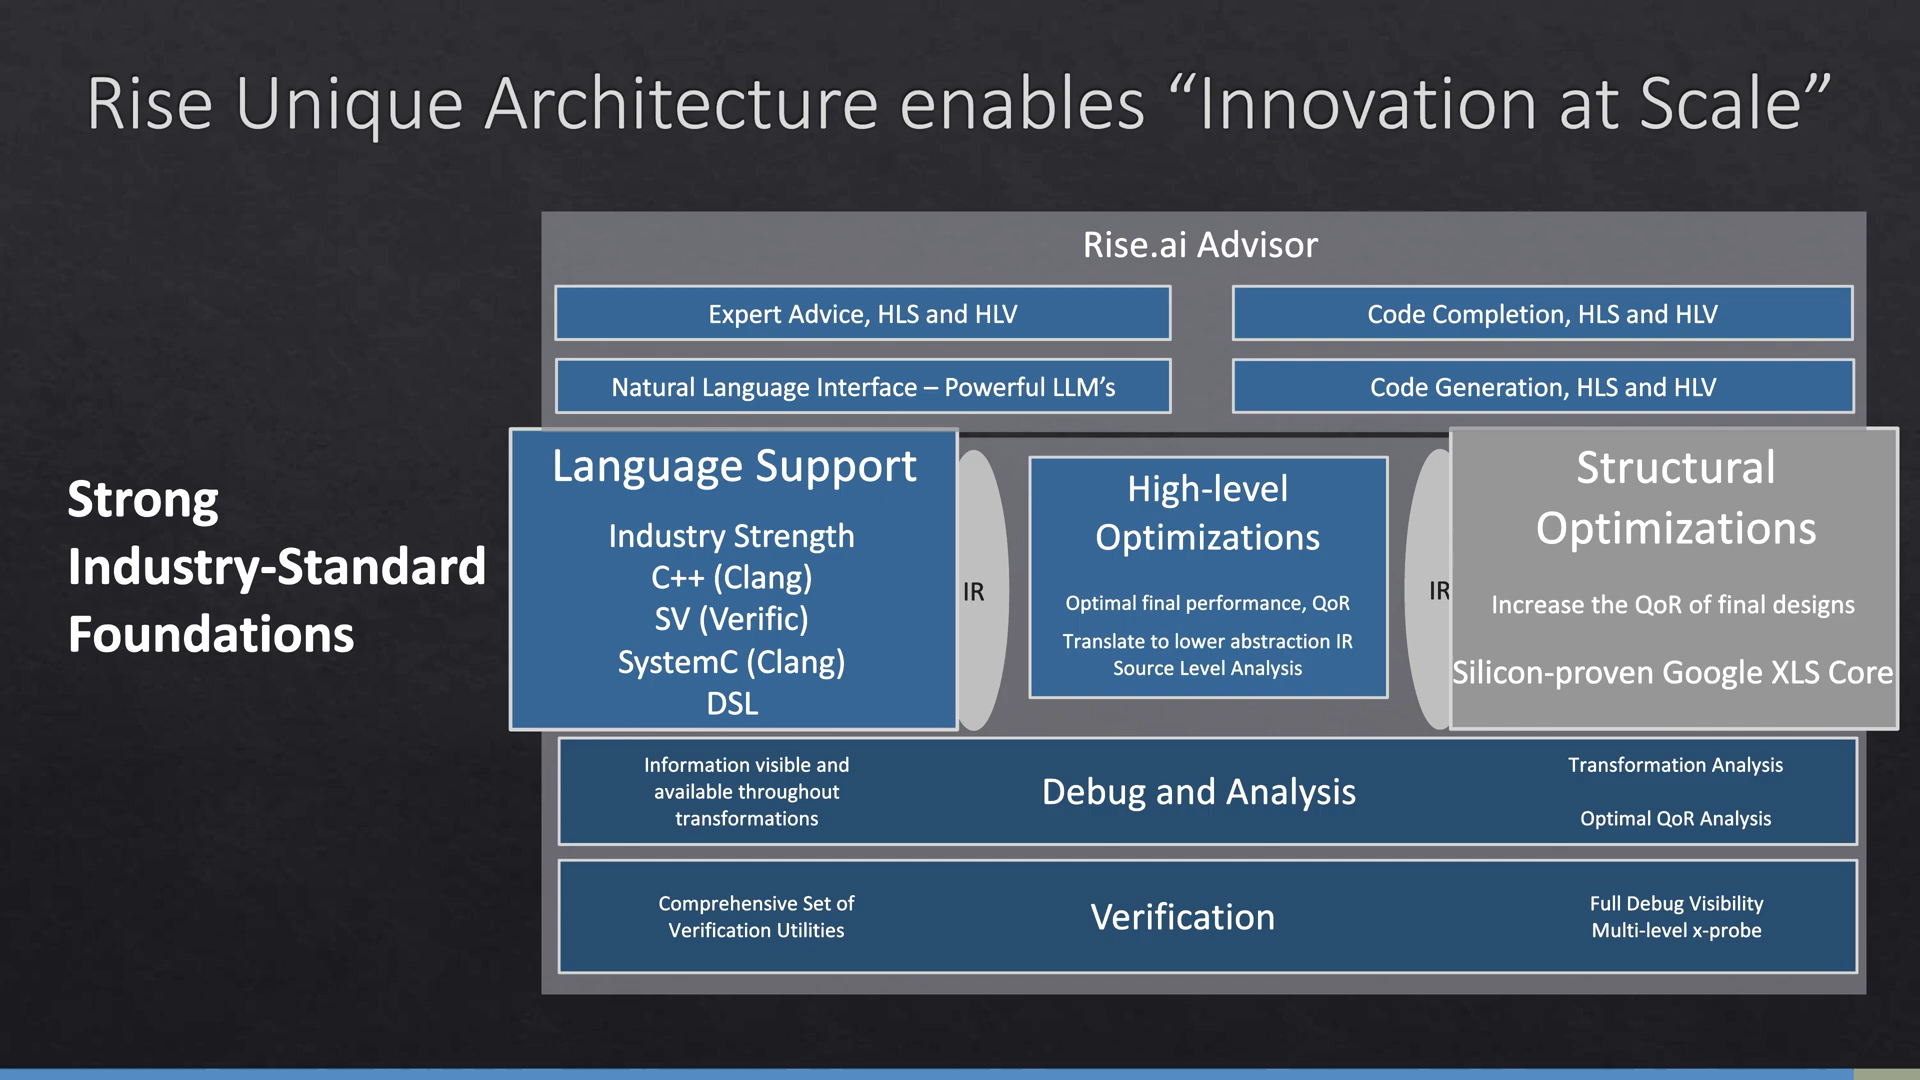 Rise Unique Architecture enables “Innovation at Scale”
Strong
Industry-Standard
Foundations
Rise.ai Advisor
Expert Advice, HLS and HLV
Code Completion, HLS and HLV
Natural Language Interface – Powerful LLM’s
Code Generation, HLS and HLV
Language Support
Industry Strength
C++ (Clang)
SV (Verific)
SystemC (Clang)
DSL
IR
High-level
Optimizations
Optimal final performance, QoR
Translate to lower abstraction IR
Source Level Analysis
IR
Structural
Optimizations
Increase the QoR of final designs
Silicon-proven Google XLS Core
Information visible and
available throughout
transformations
Debug and Analysis
Transformation Analysis
Optimal QoR Analysis
Comprehensive Set of
Verification Utilities
Verification
Full Debug Visibility
Multi-level x-probe